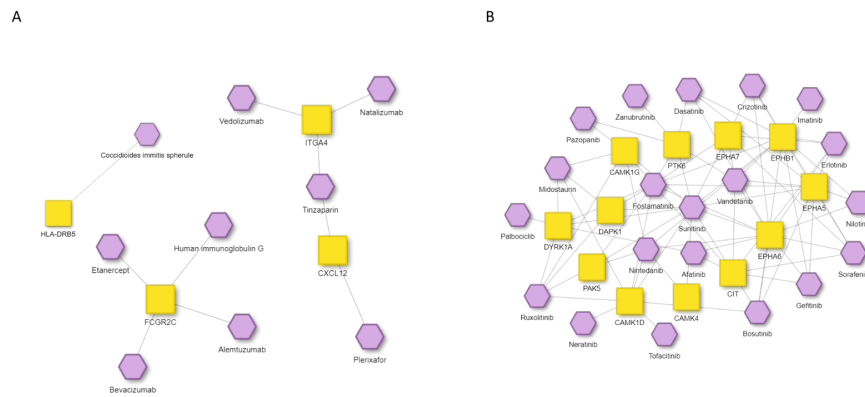 A
B
Vedolizumab
Natalizumab
ITGA4
Coccidioides immitis spherule
Tinzaparin
HLA-DRB5
Human immunoglobulin G
Etanercept
CXCL12
FCGR2C
Alemtuzumab
Plerixafor
Bevacizumab
Zanubrutinib
Dasatinib
Crizotinib
Imatinib
Pazopanib
PTK6
EPHA7
EPHB1
Erlotinib
CAMK1G
Midostaurin
Fostamatinib
Vandetanib
EPHA5
Nilotin
Palbociclib
DYRK1A
DAPK1
Sunitinib
EPHA6
Nintedanib
Afatinib
CIT
Sorafeni
PAK5
Gefitinib
Ruxolitinib
CAMK1D
CAMK4
Bosutinib
Neratinib
Tofacitinib